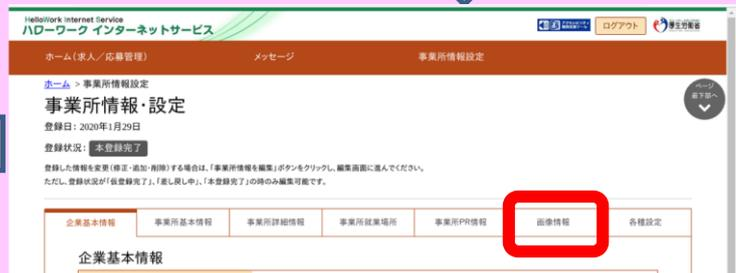 HelloWork Internet Service
ハローワーク インターネットサービス
ログアウト
厚生労働省
ホーム(求人/応募管理)
メッセージ
事業所情報設定
ホーム > 事業所情報設定
ページ
最下部へ
事業所情報・設定
登録日: 2020年1月29日
登録状況: 本登録完了
登録した情報を変更(修正・追加・削除)する場合は、「事業所情報を編集」ボタンをクリックし、編集画面に進んでください。
ただし、登録状況が「仮登録完了」、「差し戻し中」、「本登録完了」の時のみ編集可能です。
企業基本情報
事業所基本情報
事業所詳細情報
事業所就業場所
事業所PR情報
画像情報
各種設定
企業基本情報